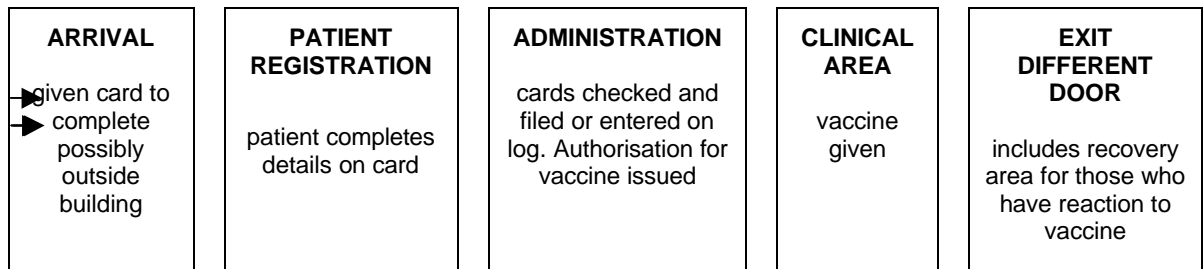 ARRIVAL
given card to
complete
possibly
outside
building
PATIENT
REGISTRATION
patient completes
details on card
ADMINISTRATION
cards checked and
filed or entered on
log. Authorisation for
vaccine issued
CLINICAL
AREA
vaccine
given
EXIT
DIFFERENT
DOOR
includes recovery
area for those who
have reaction to
vaccine